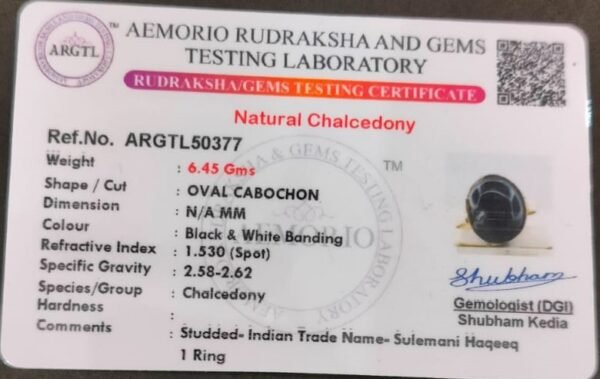 ARGTL
TM
AEMORIO RUDRAKSHA AND GEMS
TESTING LABORATORY
RUDRAKSHA/GEMS TESTING CERTIFICATE
Natural Chalcedony
Ref.No. ARGTL50377
Weight : 6.45 Gms
Shape / Cut : OVAL CABOCHON
Dimension : N/A MM
Colour : Black & White Banding
Refractive Index : 1.530 (Spot)
Specific Gravity : 2.58-2.62
Species/Group : Chalcedony
Hardness :
Comments : Studded- Indian Trade Name- Sulemani Haqeeq
1 Ring
TM
AEMORIO
Shubham
Gemologist (DGI)
Shubham Kedia